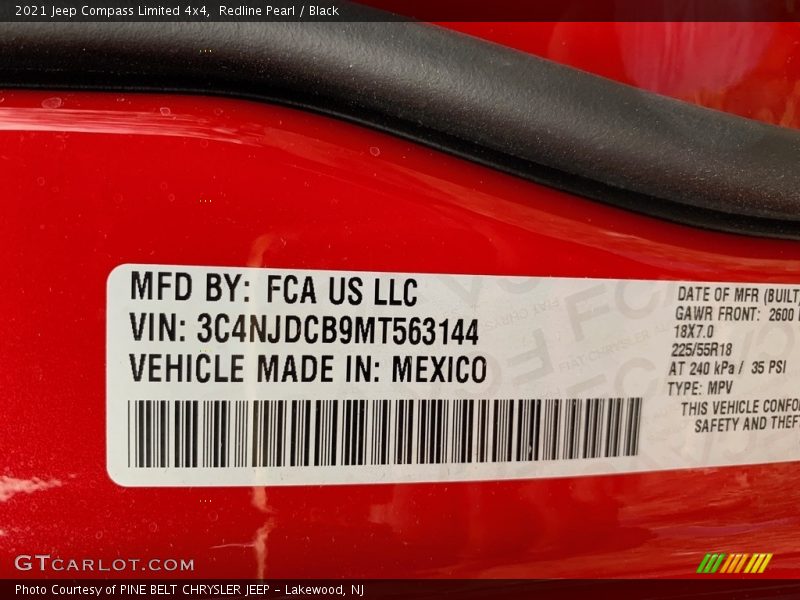 2021 Jeep Compass Limited 4x4, Redline Pearl / Black
MFD BY: FCA US LLC
VIN: 3C4NJDCB9MT563144
VEHICLE MADE IN: MEXICO
DATE OF MFR (BUILT
GAWR FRONT: 2600
18X7.0
225/55R18
AT 240 kPa / 35 PSI
TYPE: MPV
THIS VEHICLE CONFO
SAFETY AND THEF
GTCARLOT.COM
Photo Courtesy of PINE BELT CHRYSLER JEEP - Lakewood, NJ